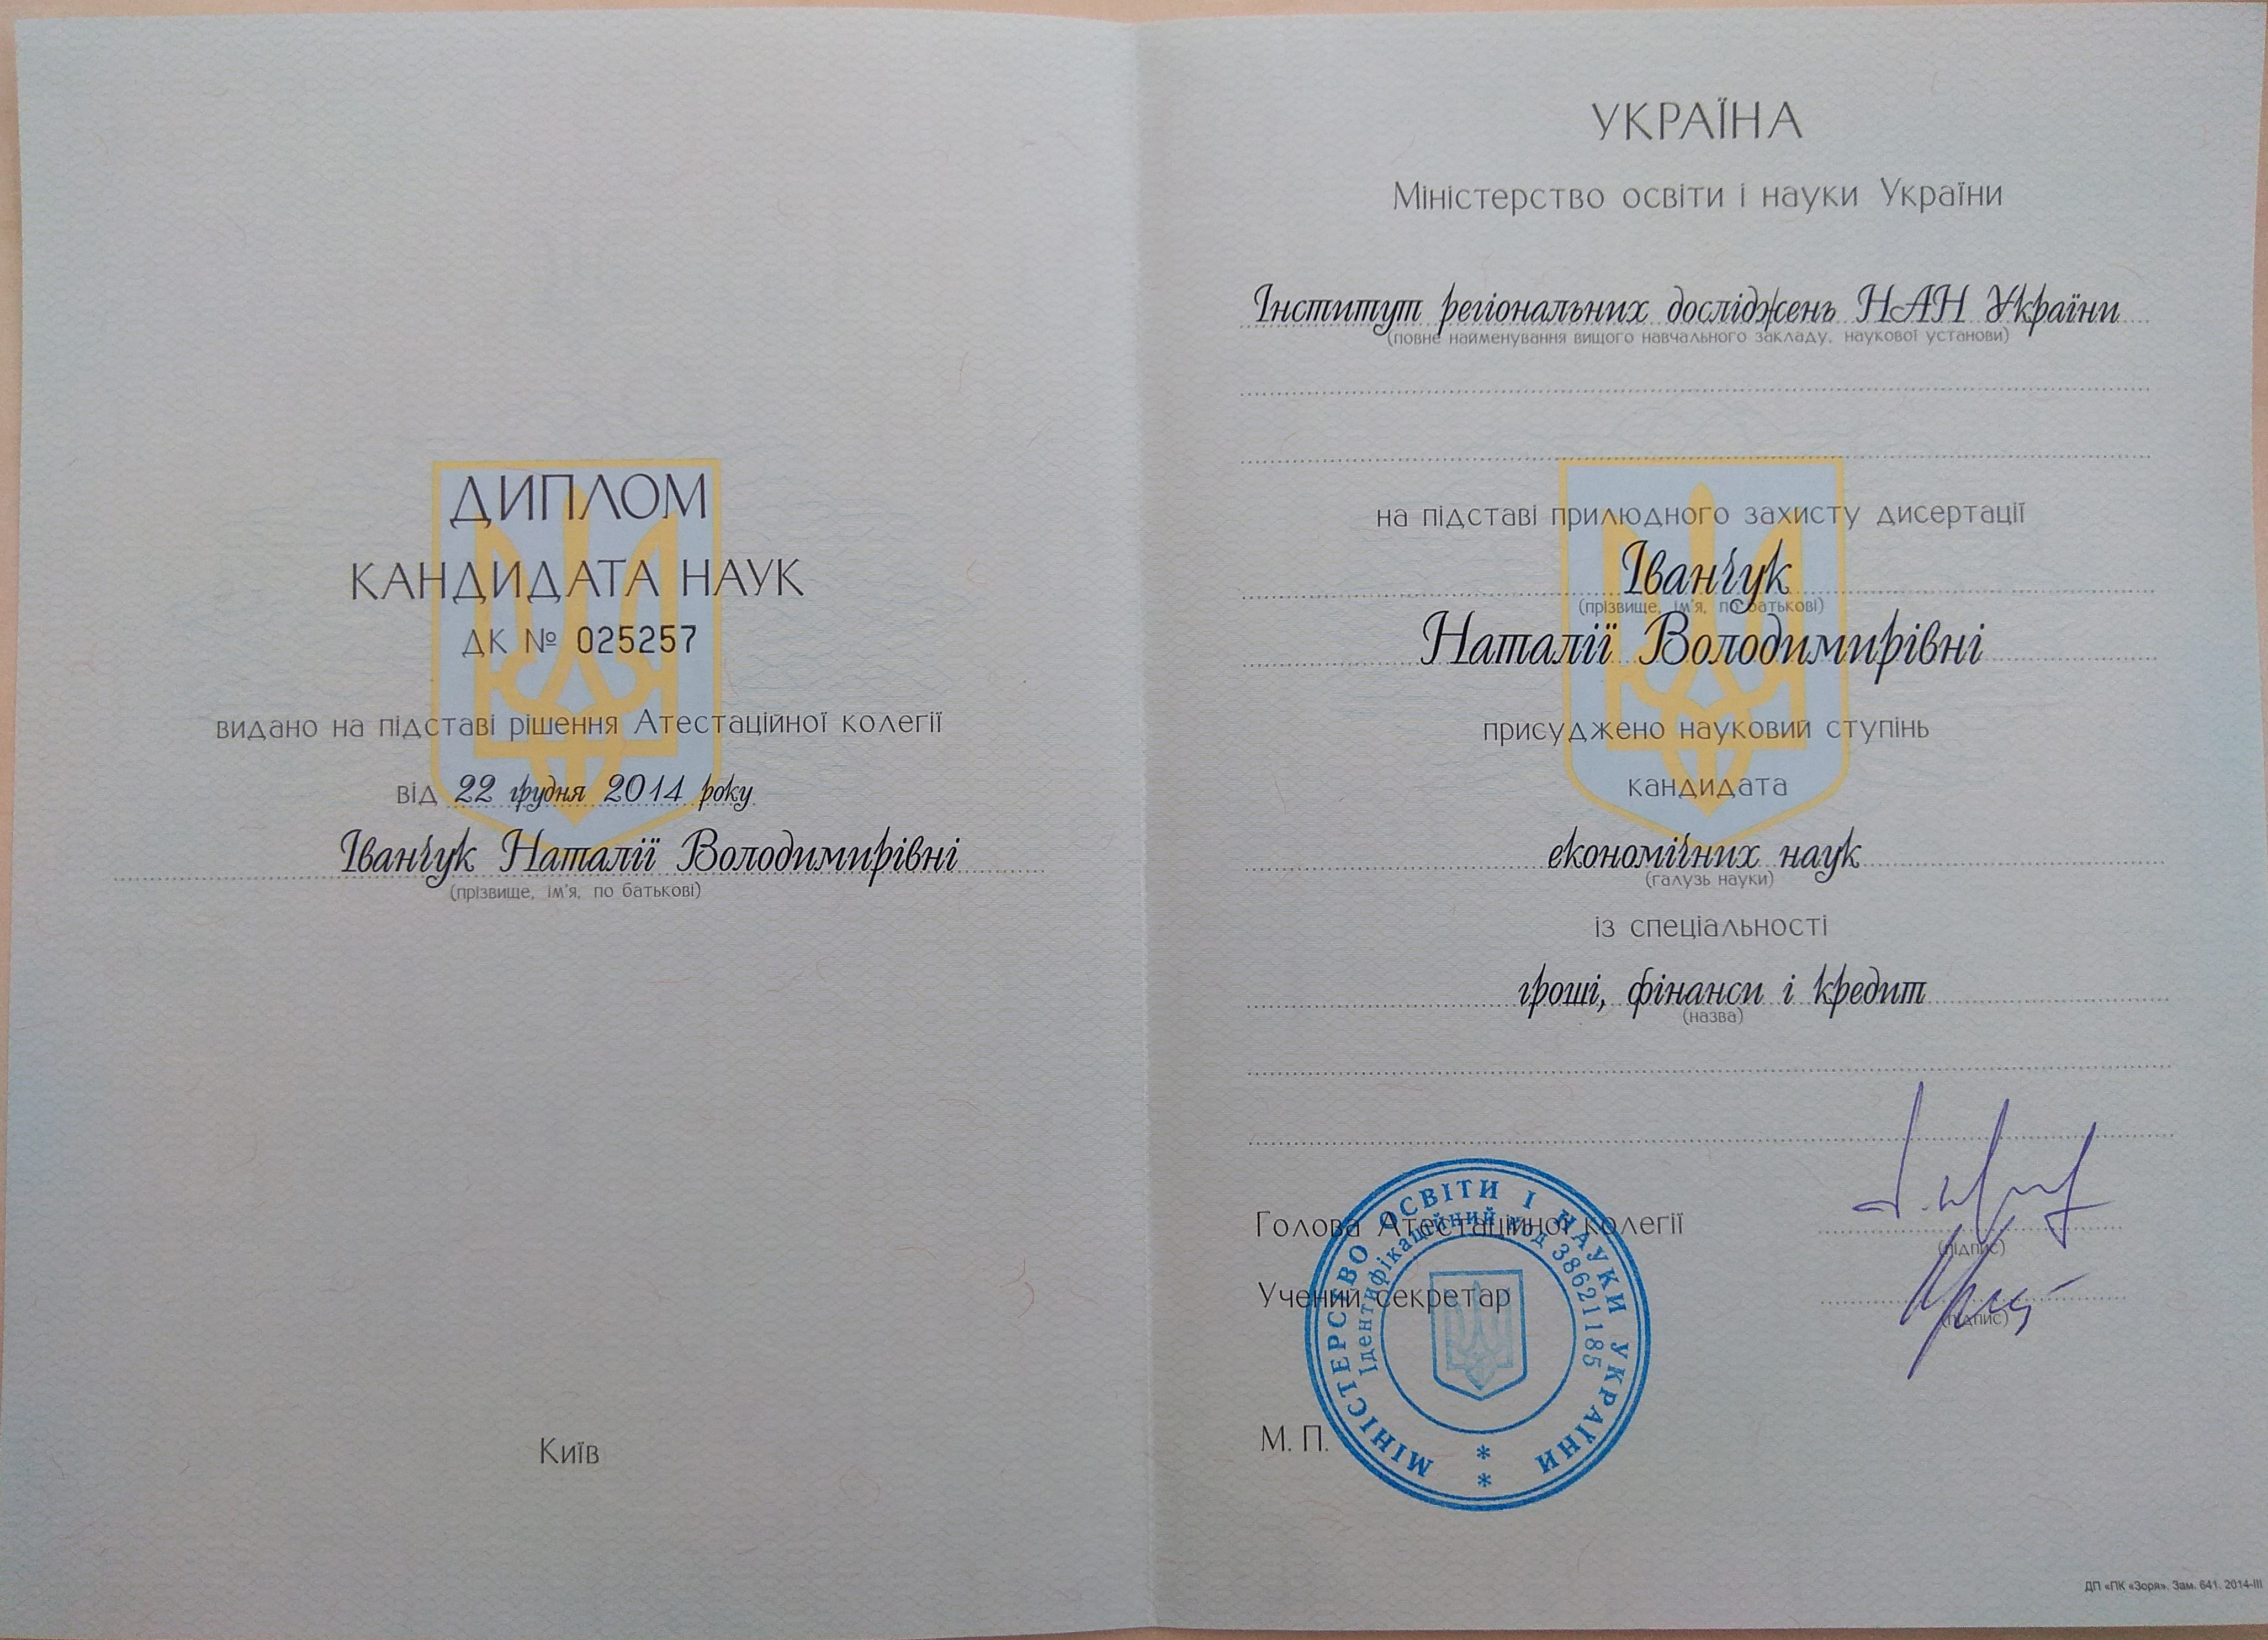 ДИПЛОМ
КАНДИДАТА НАУК
ДК № 025257
видано на підставі рішення Атестаційної колегії
від 22 грудня 2014 року
Іванчук Наталії Володимирівні
(прізвище, ім'я, по батькові)
Київ
УКРАЇНА
Міністерство освіти і науки України
Інститут регіональних досліджень НАН України
(повне найменування вищого навчального закладу, наукової установи)
на підставі прилюдного захисту дисертації
Іванчук
(прізвище, ім'я, по батькові)
Наталії Володимирівні
присуджено науковий ступінь
кандидата
економічних наук
(галузь науки)
із спеціальності
гроші, фінанси і кредит
(назва)
Голова Атестаційної колегії
(підпис)
Учений секретар
(підпис)
М. П.
МІНІСТЕРСТВО ОСВІТИ І НАУКИ УКРАЇНИ
Ідентифікаційний код 38621185
* *
ДП «ПК «Зоря». Зам. 641. 2014-III